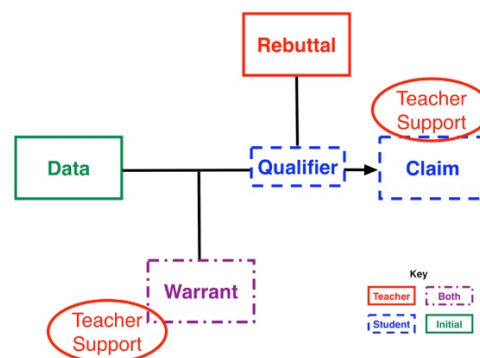 Rebuttal
Teacher
Support
Data
Qualifier
Claim
Warrant
Teacher
Support
Key
Teacher
Both
Student
Initial